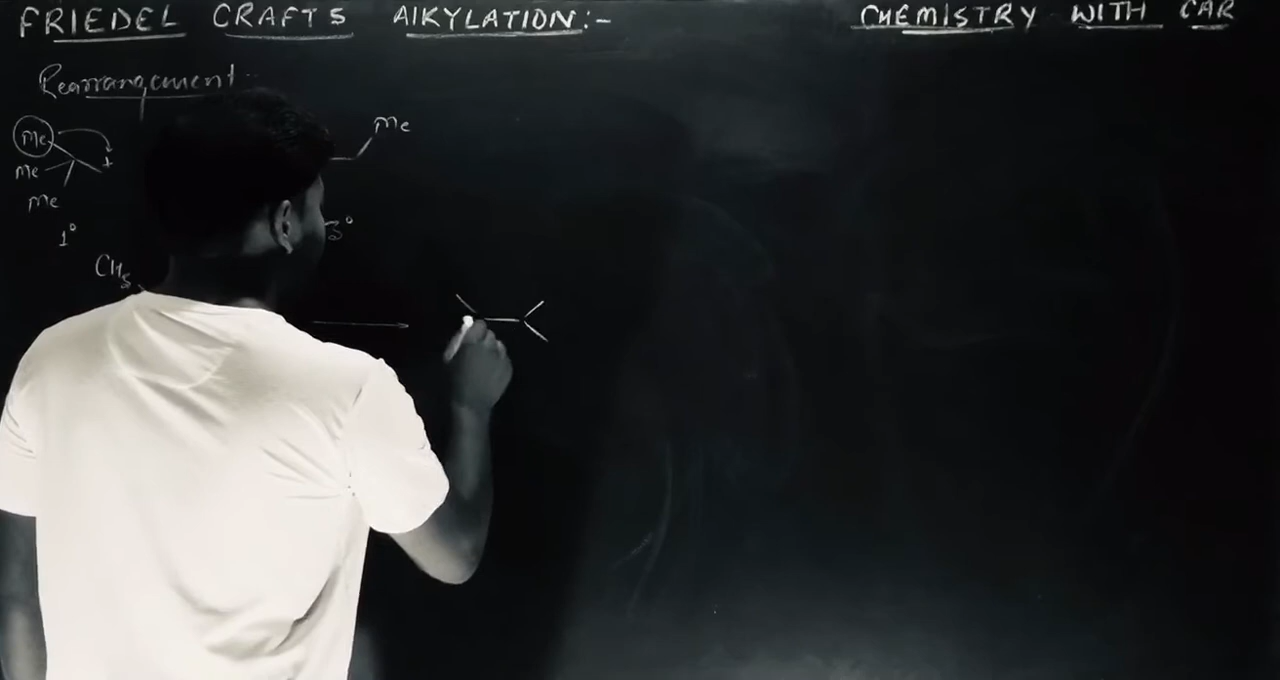 FRIEDEL CRAFTS AlKYLATION:-
CHEMISTRY WITH CAR
Rearrangement:-
Me
Me
Me
+
Me
1°
3°
CH3